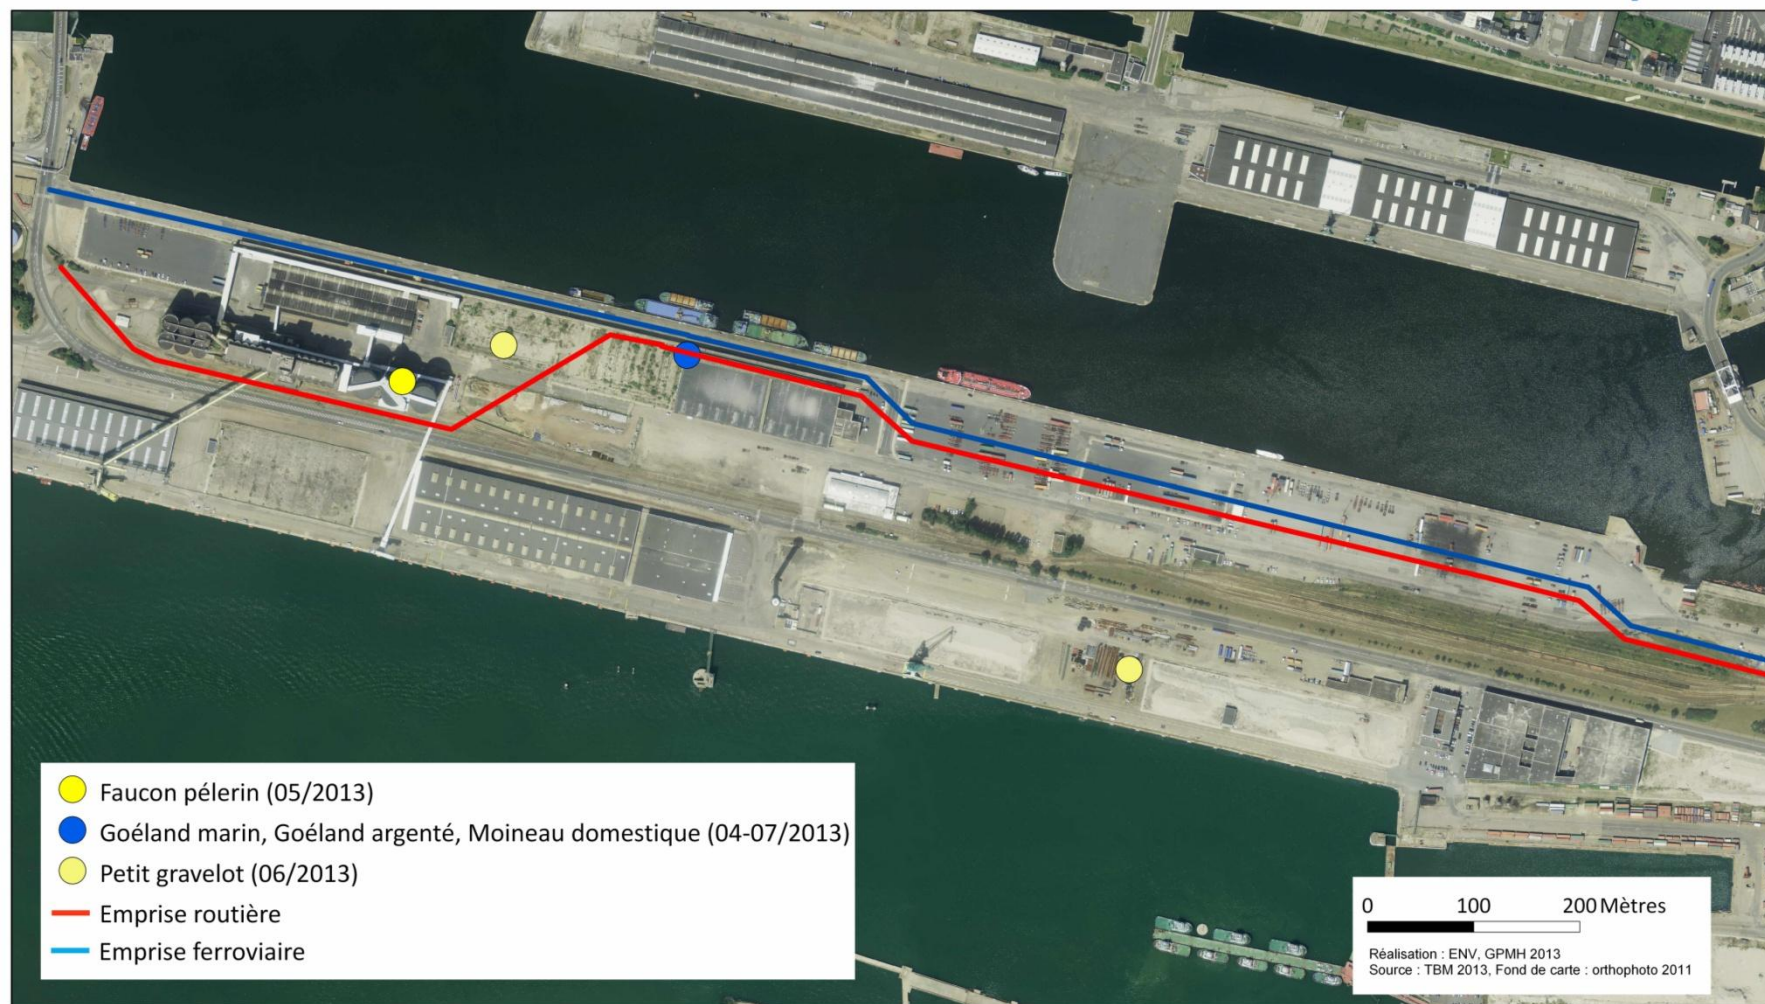 Faucon pélerin (05/2013)
Goéland marin, Goéland argenté, Moineau domestique (04-07/2013)
Petit gravelot (06/2013)
Emprise routière
Emprise ferroviaire
0 100 200 Mètres
Réalisation : ENV, GPMH 2013
Source : TBM 2013, Fond de carte : orthophoto 2011